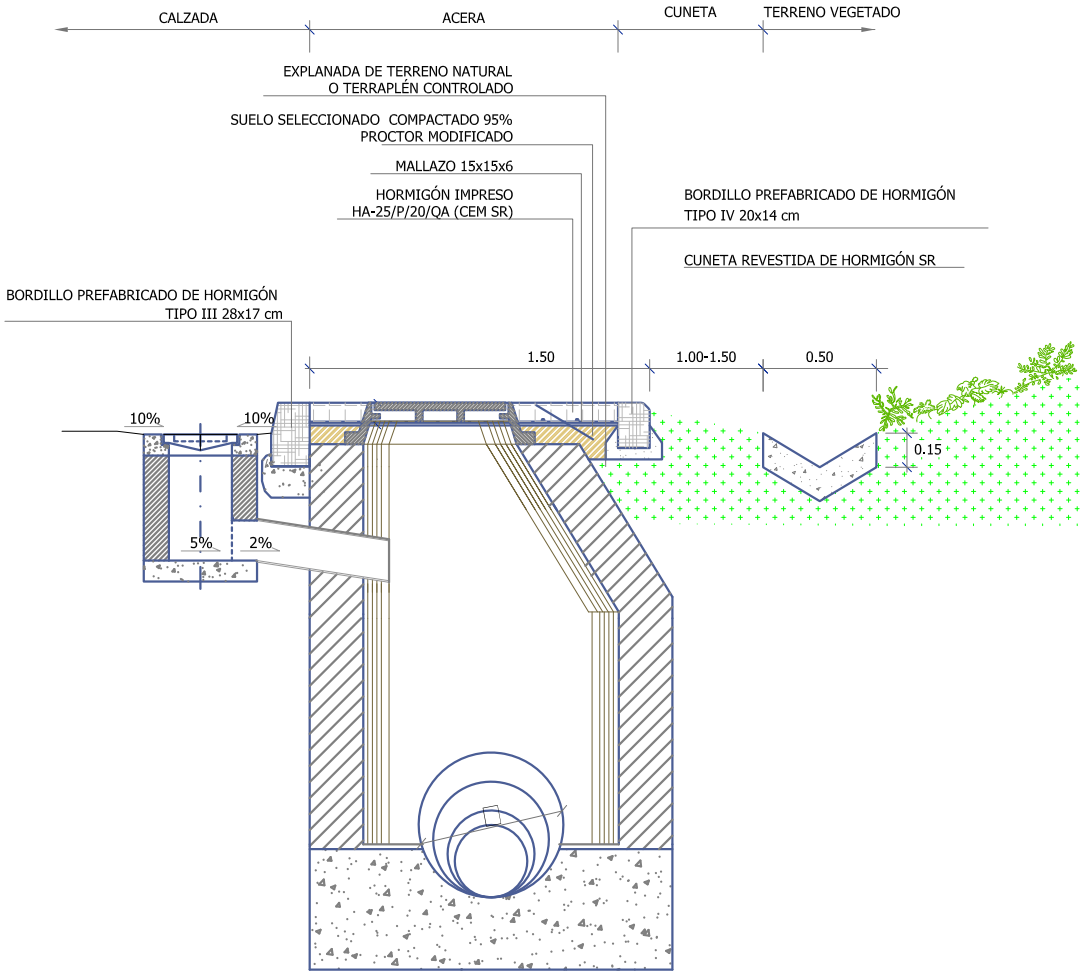 CALZADA
ACERA
CUNETA
TERRENO VEGETADO
EXPLANADA DE TERRENO NATURAL
O TERRAPLÉN CONTROLADO
SUELO SELECCIONADO COMPACTADO 95%
PROCTOR MODIFICADO
MALLAZO 15x15x6
HORMIGÓN IMPRESO
HA-25/P/20/QA (CEM SR)
BORDILLO PREFABRICADO DE HORMIGÓN
TIPO IV 20x14 cm
CUNETA REVESTIDA DE HORMIGÓN SR
BORDILLO PREFABRICADO DE HORMIGÓN
TIPO III 28x17 cm
1.50
1.00-1.50
0.50
10%
10%
0.15
5%
2%